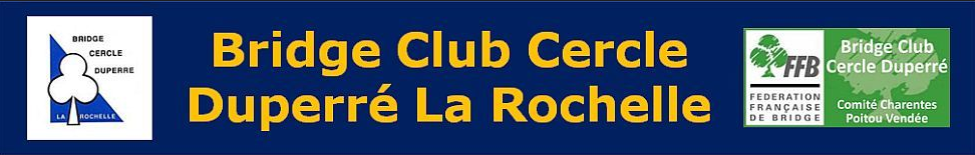 BRIDGE
CERCLE
DUPERRE
LA ROCHELLE
Bridge Club Cercle
Duperré La Rochelle
FFB
FEDERATION
FRANÇAISE
DE BRIDGE
Bridge Club
Cercle Duperré
Comité Charentes
Poitou Vendée